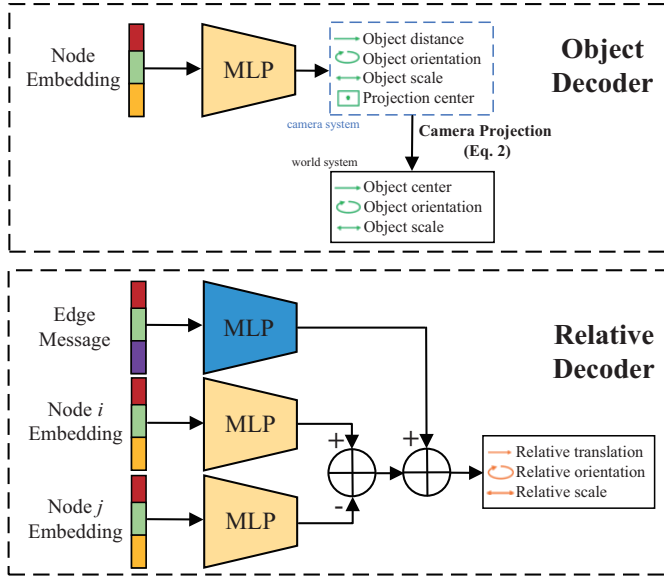 Node
Embedding
MLP
Object distance
Object orientation
Object scale
Projection center
camera system
Object
Decoder
Camera Projection
(Eq. 2)
world system
Object center
Object orientation
Object scale
Edge
Message
MLP
Relative
Decoder
Node i
Embedding
MLP
+
+
Relative translation
Relative orientation
Relative scale
Node j
Embedding
MLP
-